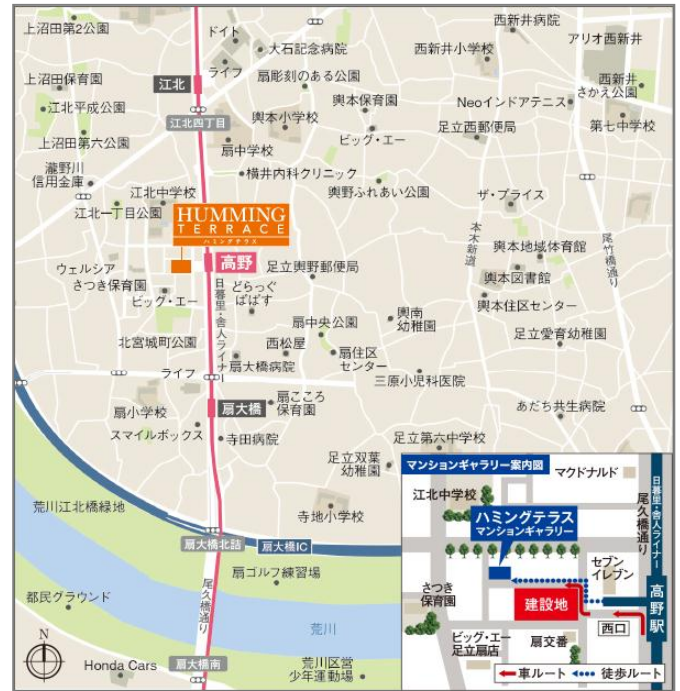 上沼田第2公園
ドイト
西新井病院
アリオ西新井
大石記念病院
西新井小学校
上沼田保育園
江北
ライフ
扇彫刻のある公園
西新井
さかえ公園
江北平成公園
江北四丁目
興本保育園
Neoインドアテニス
興本小学校
ビッグ・エー
足立西郵便局
第七中学校
上沼田第六公園
扇中学校
瀧野川
信用金庫
横井内科クリニック
江北中学校
興野ふれあい公園
ザ・プライス
江北一丁目公園
HUMMING
TERRACE
ハミングテラス
本木新道
尾竹橋通り
興本地域体育館
高野
足立興野郵便局
ウェルシア
さつき保育園
興本図書館
日暮里・舎人ライナー
どらっぐ
ぱぱす
ビッグ・エー
興本住区センター
興南
幼稚園
扇中央公園
北宮城町公園
西松屋
足立愛育幼稚園
扇住区
センター
扇大橋病院
ライフ
三原小児科医院
扇こころ
保育園
扇小学校
扇大橋
あだち共生病院
スマイルボックス
寺田病院
足立第六中学校
足立双葉
幼稚園
荒川江北橋緑地
寺地小学校
扇大橋北詰
扇大橋IC
扇ゴルフ練習場
尾久橋通り
都民グラウンド
荒川
N
Honda Cars
扇大橋南
荒川区営
少年運動場
マンションギャラリー案内図
マクドナルド
江北中学校
日暮里・舎人ライナー
尾久橋通り
ハミングテラス
マンションギャラリー
セブン
イレブン
さつき
保育園
建設地
高野駅
西口
ビッグ・エー
足立扇店
扇交番
車ルート
徒歩ルート